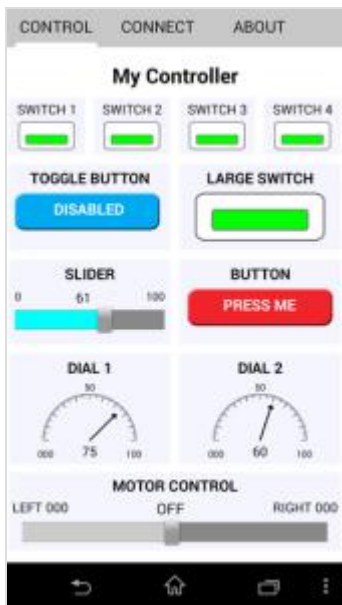 CONTROL CONNECT ABOUT
My Controller
SWITCH 1 SWITCH 2 SWITCH 3 SWITCH 4
TOGGLE BUTTON LARGE SWITCH
DISABLED
SLIDER BUTTON
0 61 100
PRESS ME
DIAL 1 DIAL 2
50 50
000 75 100 000 60 100
MOTOR CONTROL
LEFT 000 OFF RIGHT 000